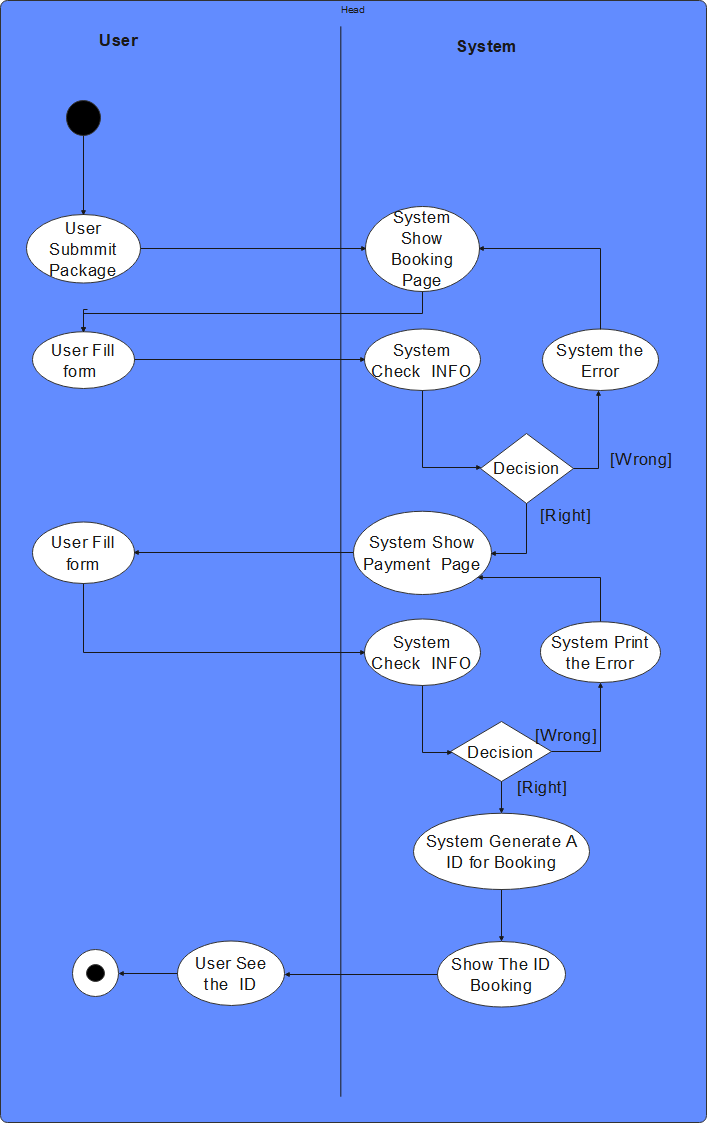 Head
User
System
User
Submmit
Package
System
Show
Booking
Page
User Fill
form
System
Check INFO
System the
Error
Decision
[Wrong]
[Right]
User Fill
form
System Show
Payment Page
System
Check INFO
System Print
the Error
[Wrong]
Decision
[Right]
System Generate A
ID for Booking
User See
the ID
Show The ID
Booking